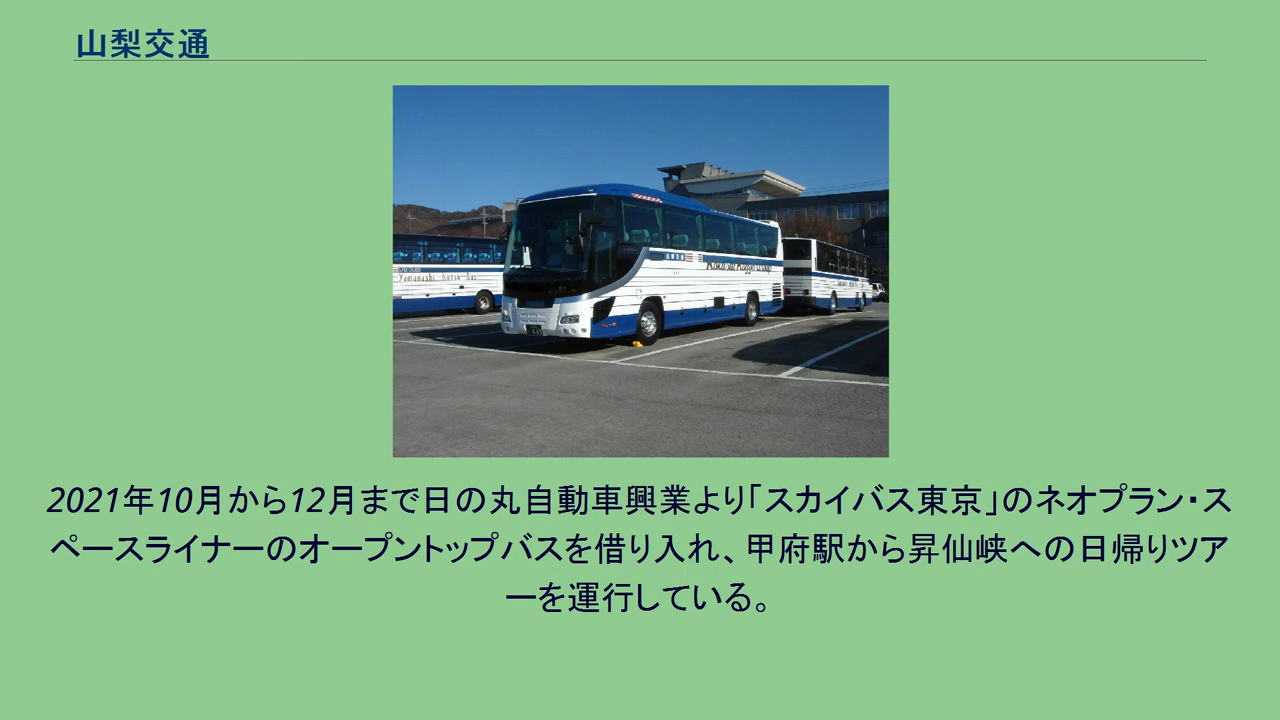 山梨交通
Yamanashi Kotsu Bus
2021年10月から12月まで日の丸自動車興業より「スカイバス東京」のネオプラン・ス
ペースライナーのオープントップバスを借り入れ、甲府駅から昇仙峡への日帰りツア
ーを運行している。